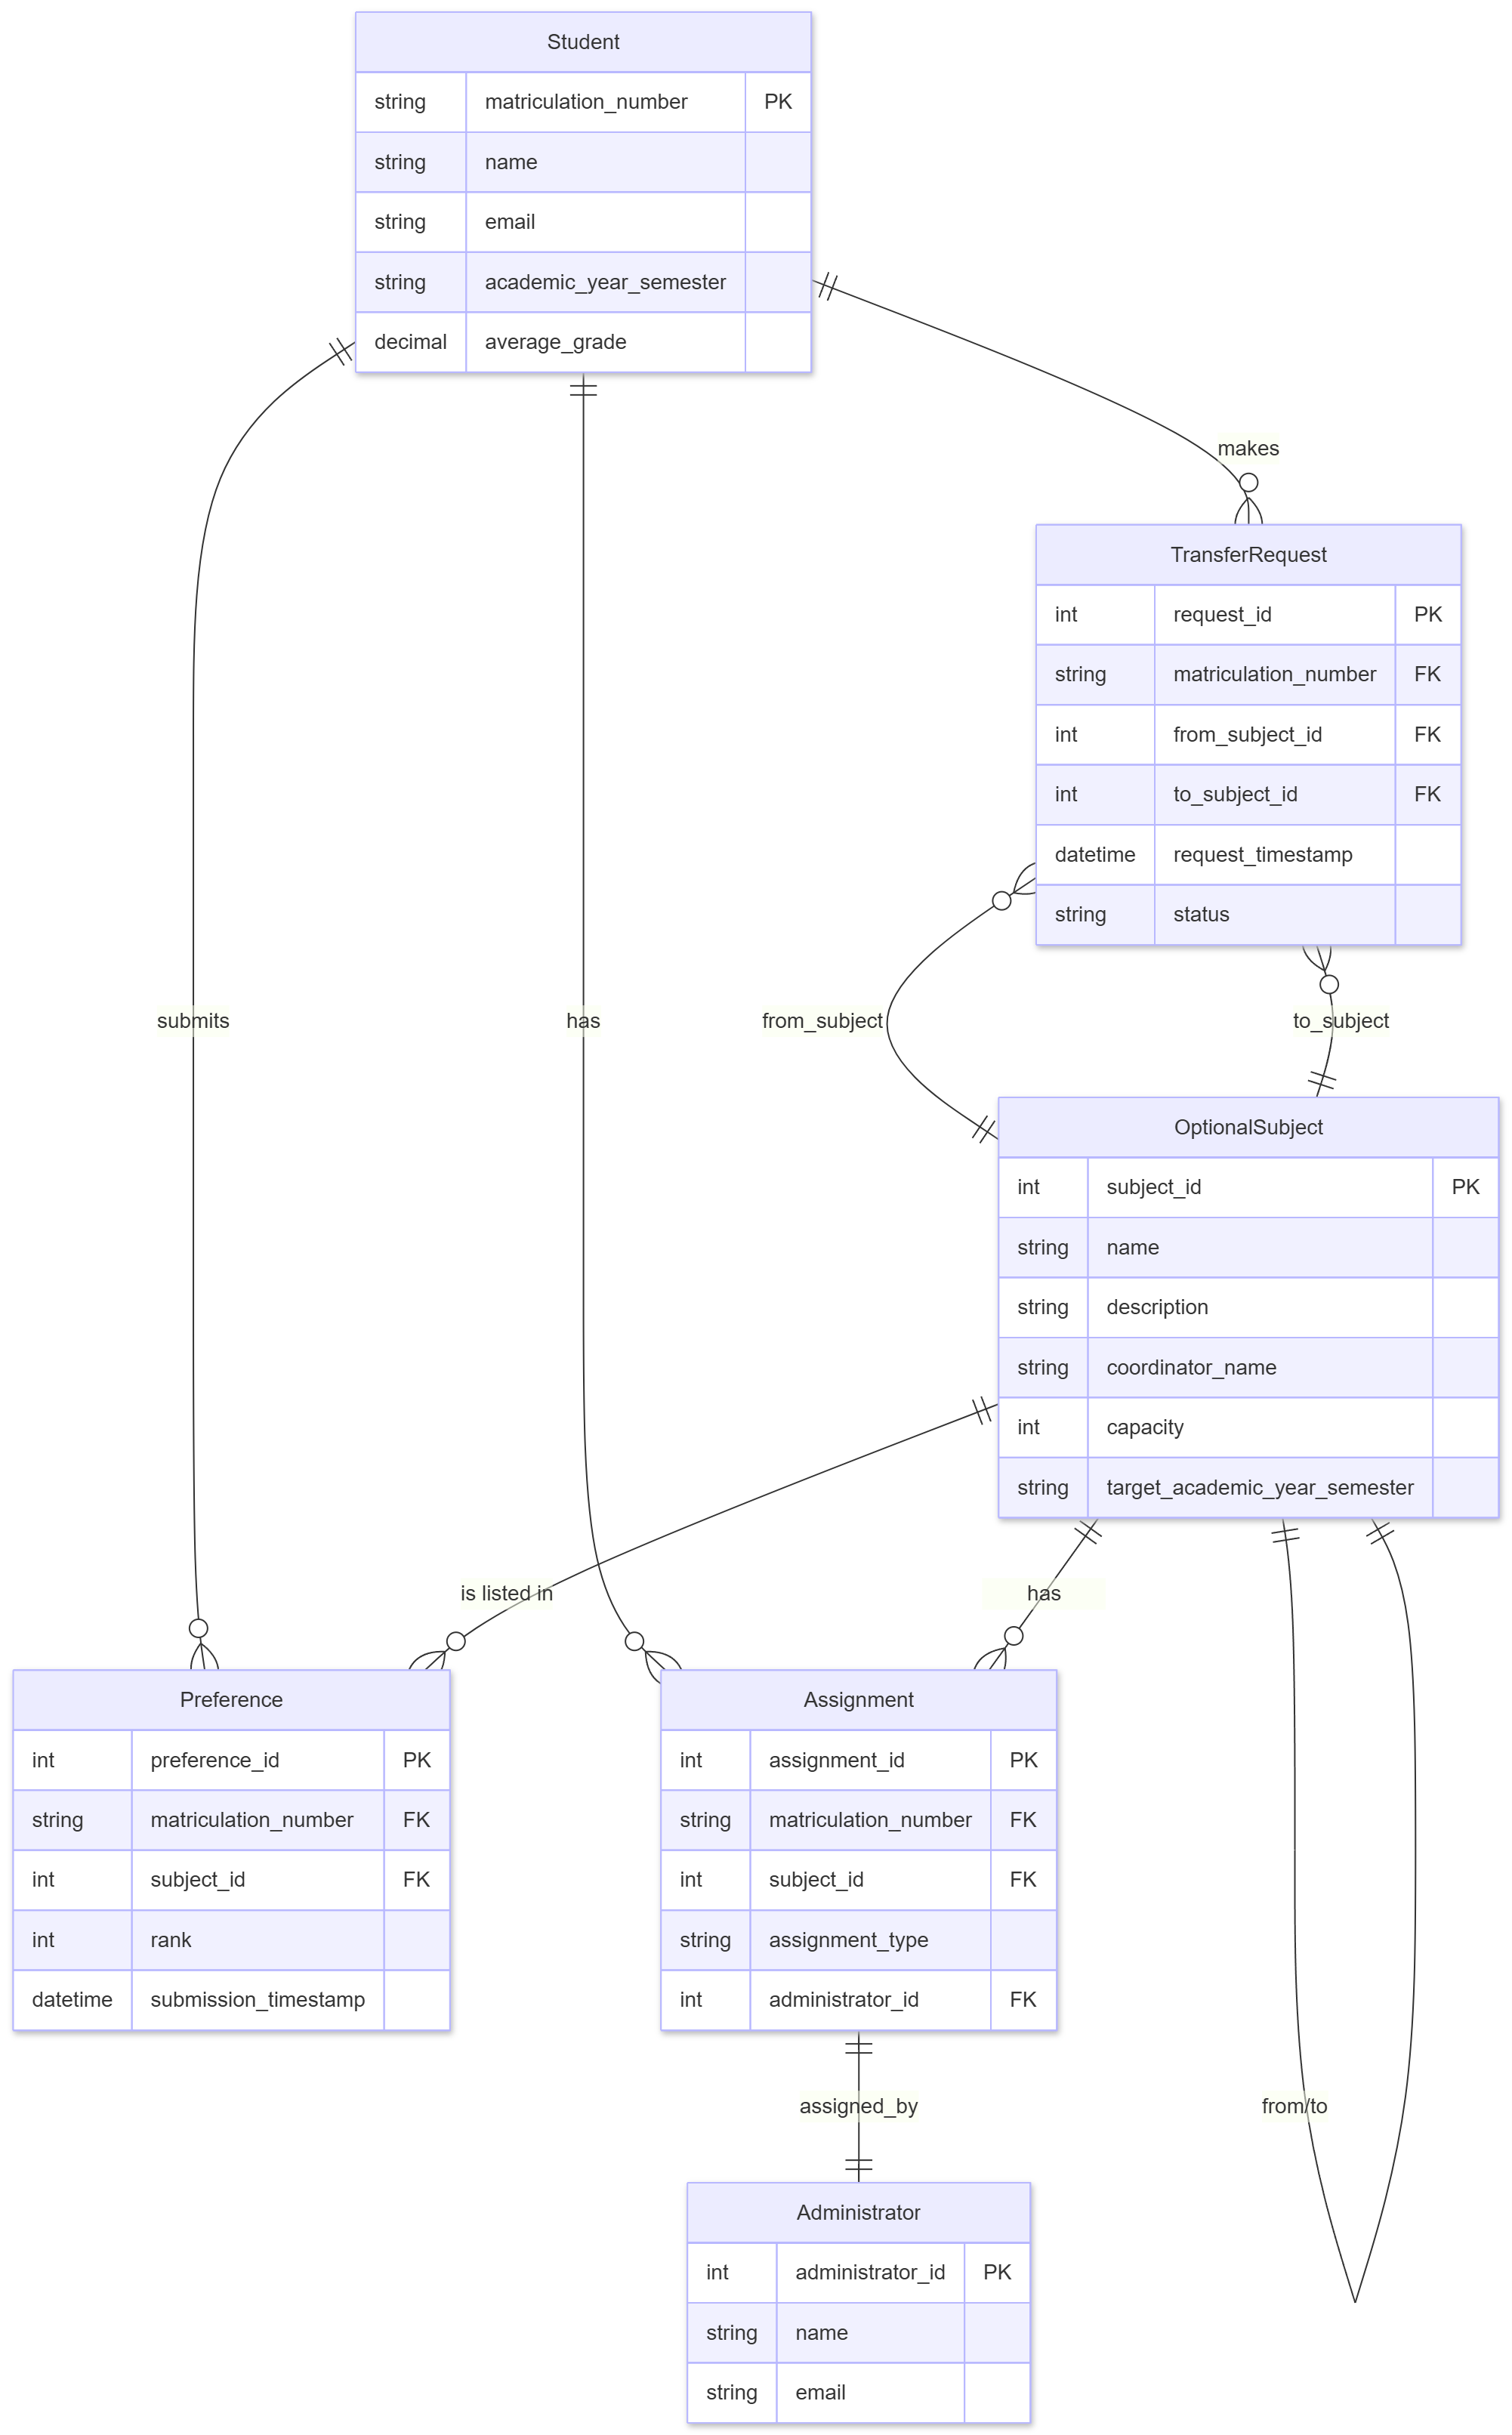 Student
string matriculation_number PK
string name
string email
string academic_year_semester
decimal average_grade
makes
TransferRequest
int request_id PK
string matriculation_number FK
int from_subject_id FK
int to_subject_id FK
datetime request_timestamp
string status
submits
has
from_subject
to_subject
OptionalSubject
int subject_id PK
string name
string description
string coordinator_name
int capacity
string target_academic_year_semester
is listed in
has
Preference
int preference_id PK
string matriculation_number FK
int subject_id FK
int rank
datetime submission_timestamp
Assignment
int assignment_id PK
string matriculation_number FK
int subject_id FK
string assignment_type
int administrator_id FK
assigned_by
from/to
Administrator
int administrator_id PK
string name
string email